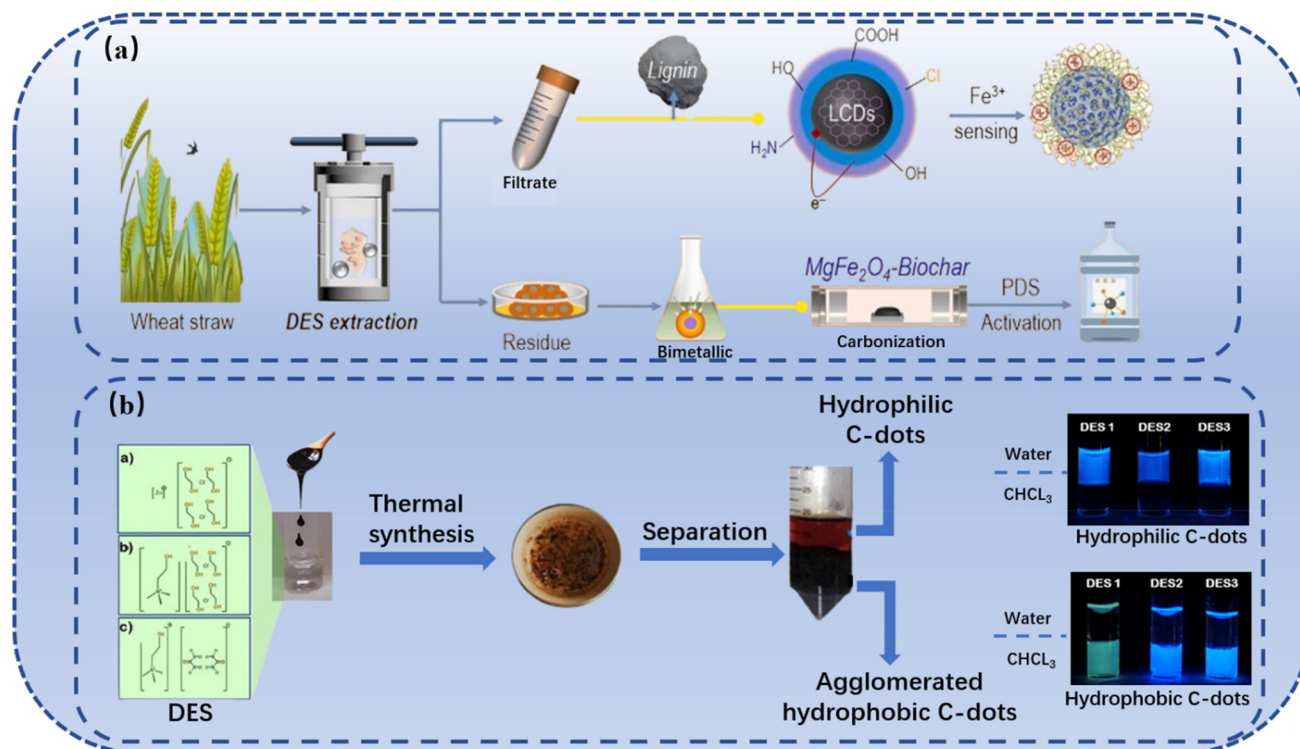 (a)
Lignin
COOH
HO
Cl
LCDs
H₂N
OH
e⁻
Fe³⁺
sensing
Filtrate
Wheat straw
DES extraction
Residue
Bimetallic
MgFe₂O₄-Biochar
Carbonization
PDS
Activation
(b)
a)
b)
c)
DES
Thermal
synthesis
Separation
Hydrophilic
C-dots
Agglomerated
hydrophobic C-dots
DES 1 DES2 DES3
Water
CHCL₃
Hydrophilic C-dots
DES 1 DES2 DES3
Water
CHCL₃
Hydrophobic C-dots